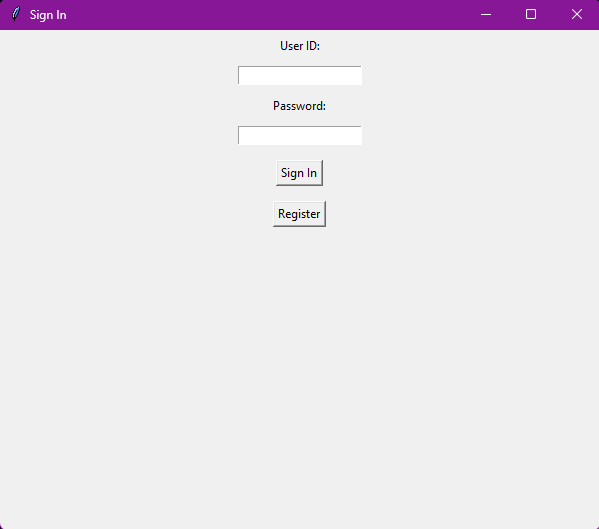 Sign In
User ID:
Password:
Sign In
Register